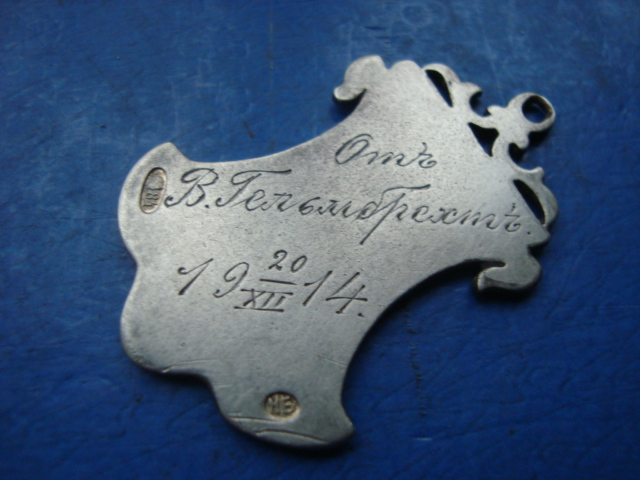 Отъ
В. Гельмбрехтъ.
19 20/XII 14.